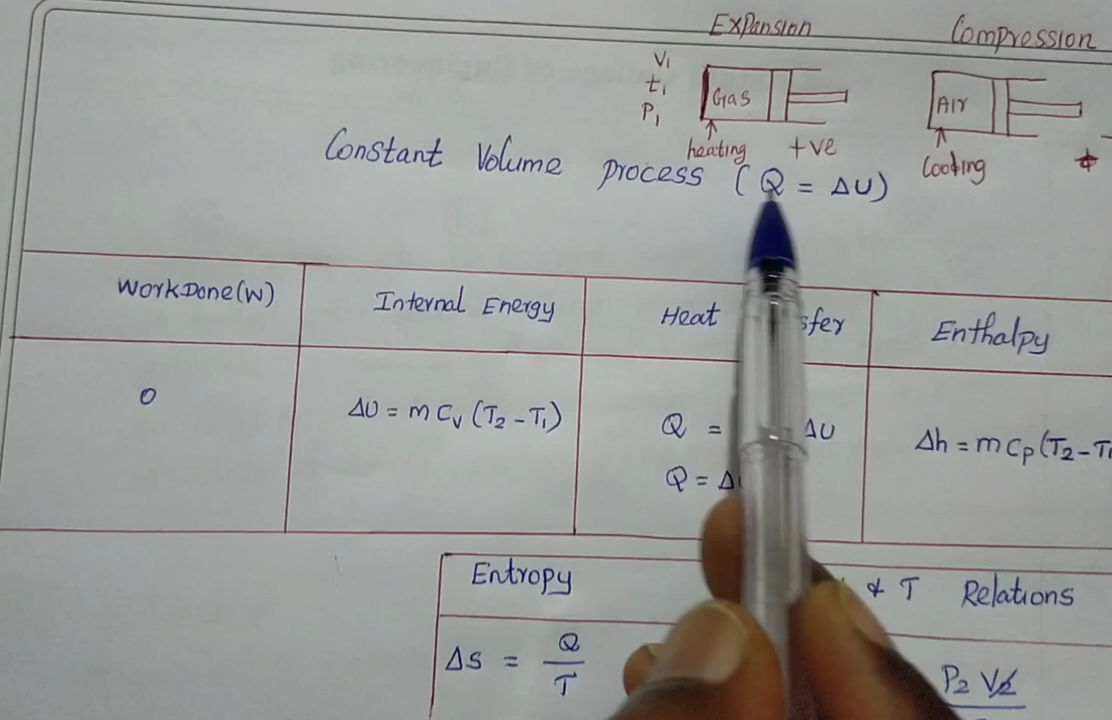 Expansion
Compression
V1
t1
P1
Gas
Air
heating
+ve
Cooling
Constant Volume process (Q = ΔU)
WorkDone(W)
Internal Energy
Heat
sfer
Enthalpy
0
ΔU = m Cv (T2 - T1)
Q = ΔU
Q = Δ
Δh = m Cp (T2 - T1
Entropy
& T Relations
Δs = Q
T
P2 V2